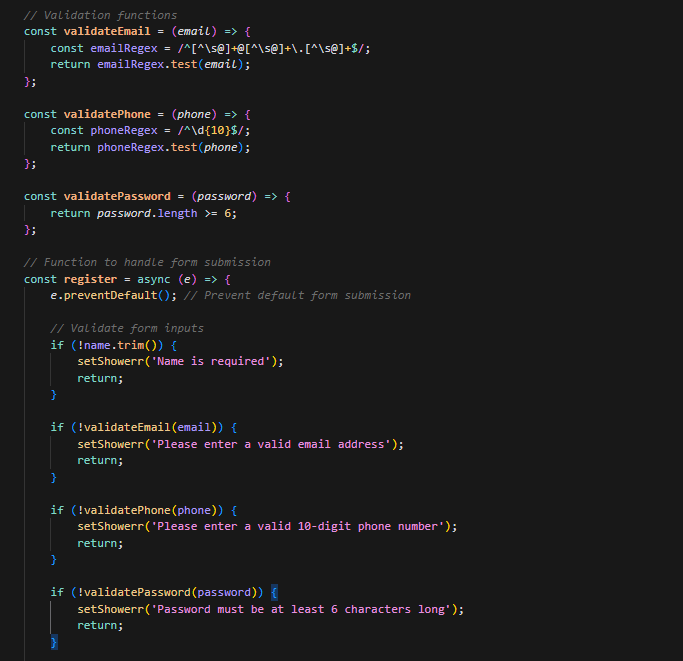 // Validation functions
const validateEmail = (email) => {
    const emailRegex = /^[^\s@]+@[^\s@]+\.[^\s@]+$/;
    return emailRegex.test(email);
};

const validatePhone = (phone) => {
    const phoneRegex = /^\d{10}$/;
    return phoneRegex.test(phone);
};

const validatePassword = (password) => {
    return password.length >= 6;
};

// Function to handle form submission
const register = async (e) => {
    e.preventDefault(); // Prevent default form submission

    // Validate form inputs
    if (!name.trim()) {
        setShowerr('Name is required');
        return;
    }

    if (!validateEmail(email)) {
        setShowerr('Please enter a valid email address');
        return;
    }

    if (!validatePhone(phone)) {
        setShowerr('Please enter a valid 10-digit phone number');
        return;
    }

    if (!validatePassword(password)) {
        setShowerr('Password must be at least 6 characters long');
        return;
    }